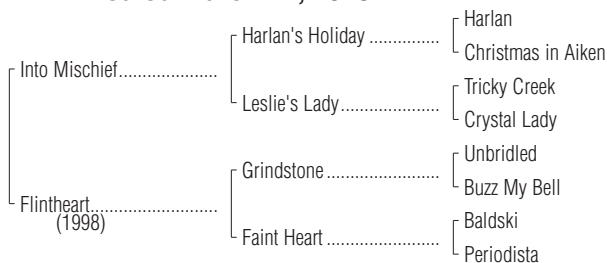 Harlan
Harlan's Holiday
Christmas in Aiken
Into Mischief
Tricky Creek
Leslie's Lady
Crystal Lady
Unbridled
Grindstone
Buzz My Bell
Flintheart
(1998)
Baldski
Faint Heart
Periodista